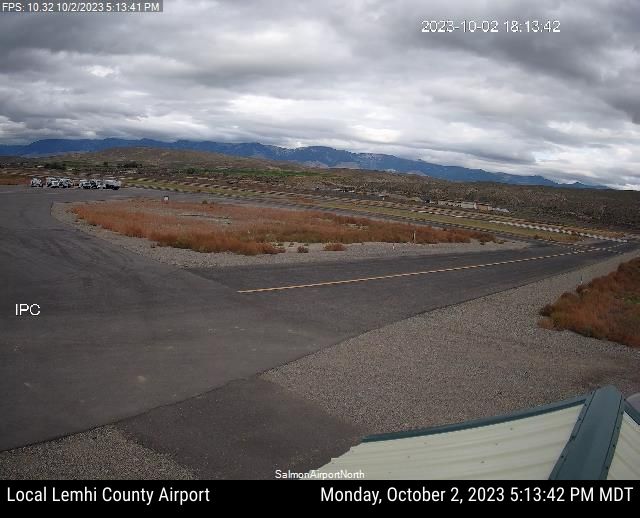 FPS: 10.32 10/2/2023 5:13:41 PM
2023-10-02 18:13:42
IPC
SalmonAirportNorth
Local Lemhi County Airport Monday, October 2, 2023 5:13:42 PM MDT